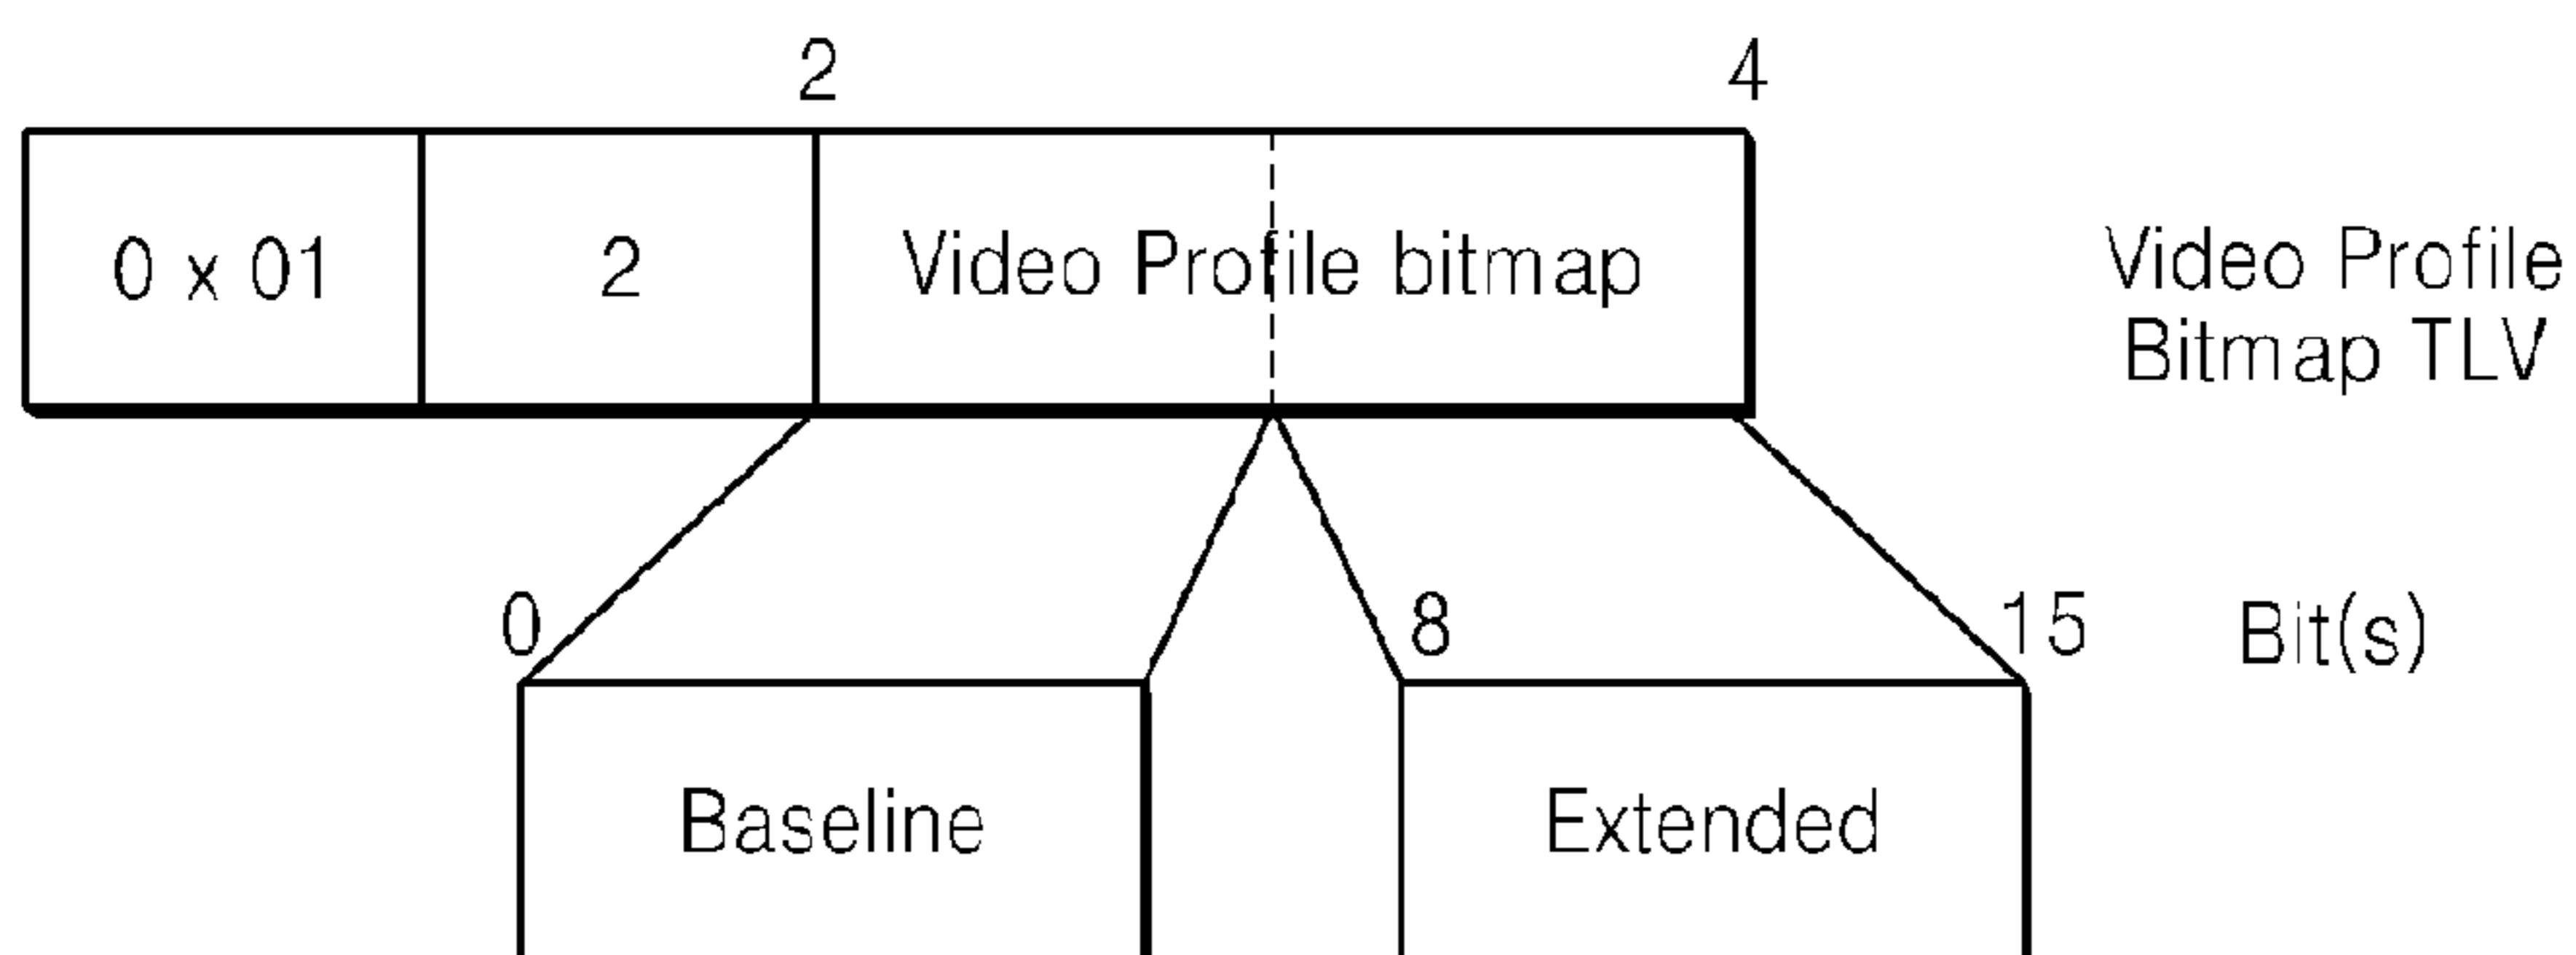 2 4
0 x 01 2 Video Profile bitmap Video Profile
Bitmap TLV
0 8 15 Bit(s)
Baseline Extended